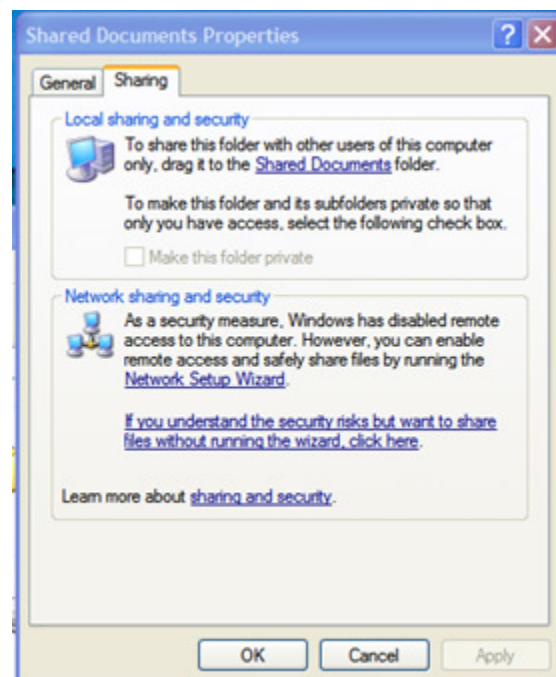 Shared Documents Properties
General Sharing
Local sharing and security
To share this folder with other users of this computer
only, drag it to the Shared Documents folder.
To make this folder and its subfolders private so that
only you have access, select the following check box.
Make this folder private
Network sharing and security
As a security measure, Windows has disabled remote
access to this computer. However, you can enable
remote access and safely share files by running the
Network Setup Wizard.
If you understand the security risks but want to share
files without running the wizard, click here.
Learn more about sharing and security.
OK Cancel Apply